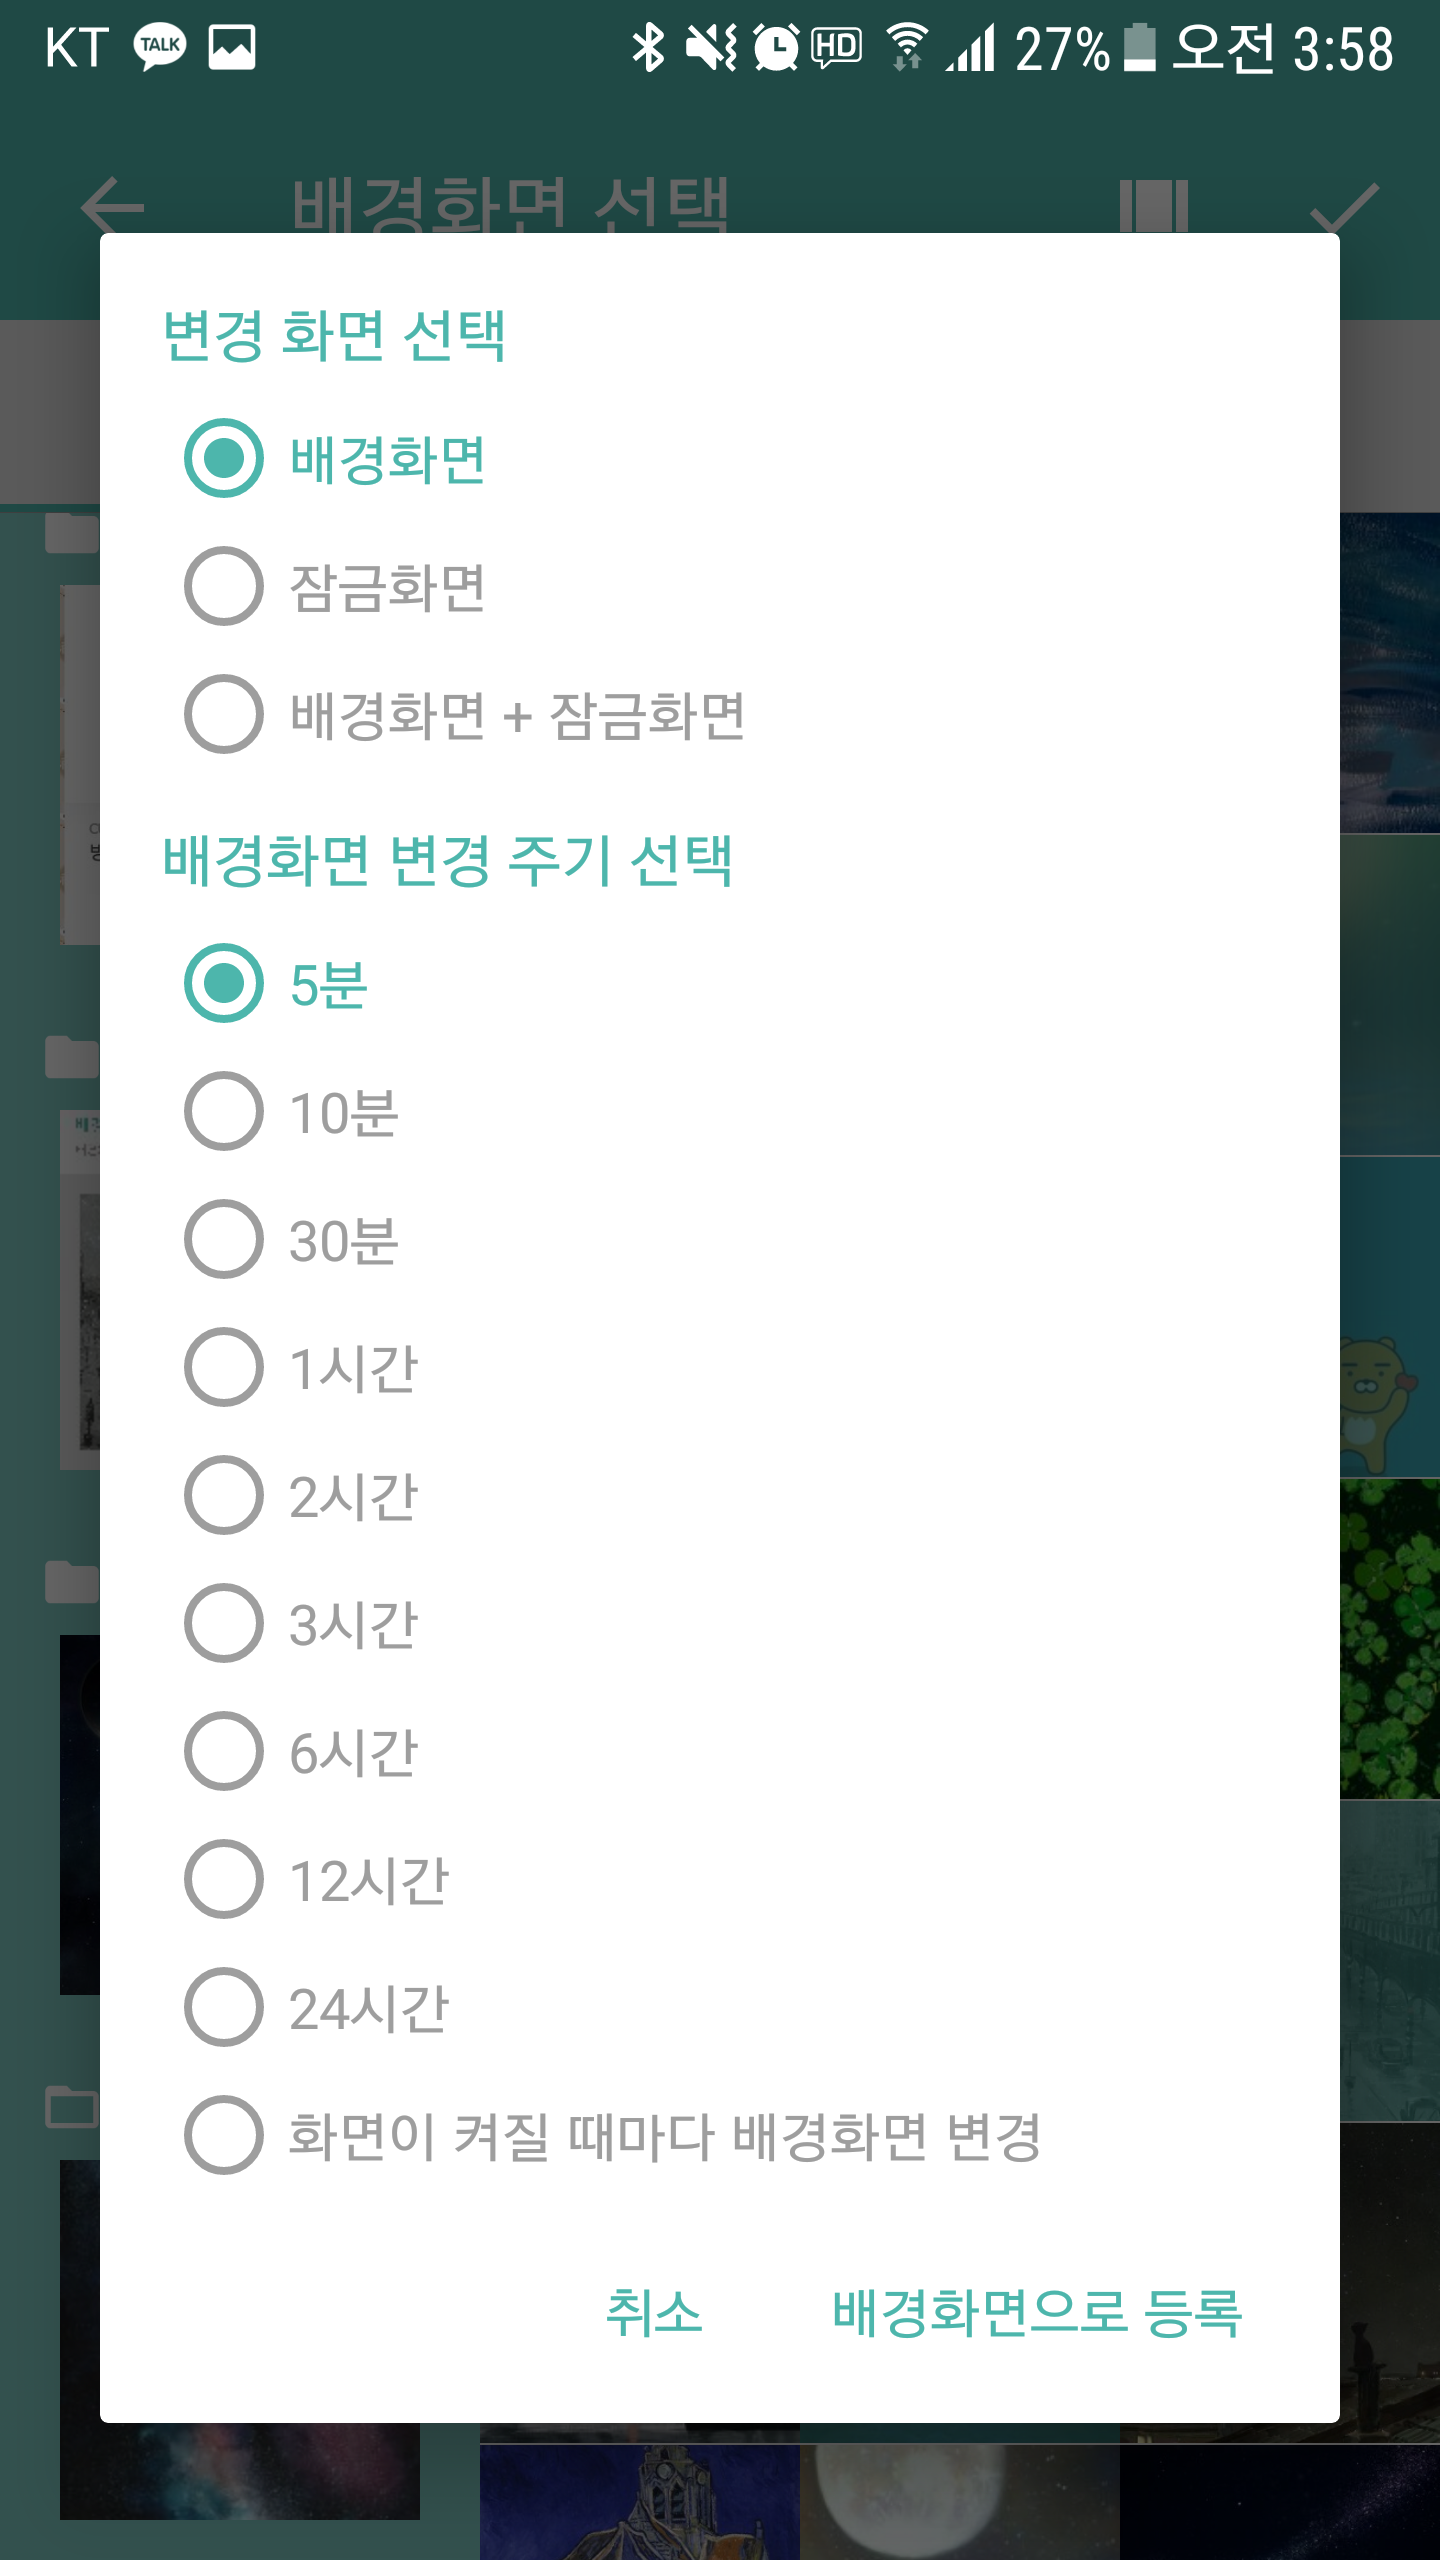 KT TALK HD 27% 오전 3:58
배경화면 선택
변경 화면 선택
배경화면
잠금화면
배경화면 + 잠금화면
배경화면 변경 주기 선택
5분
10분
30분
1시간
2시간
3시간
6시간
12시간
24시간
화면이 켜질 때마다 배경화면 변경
취소 배경화면으로 등록